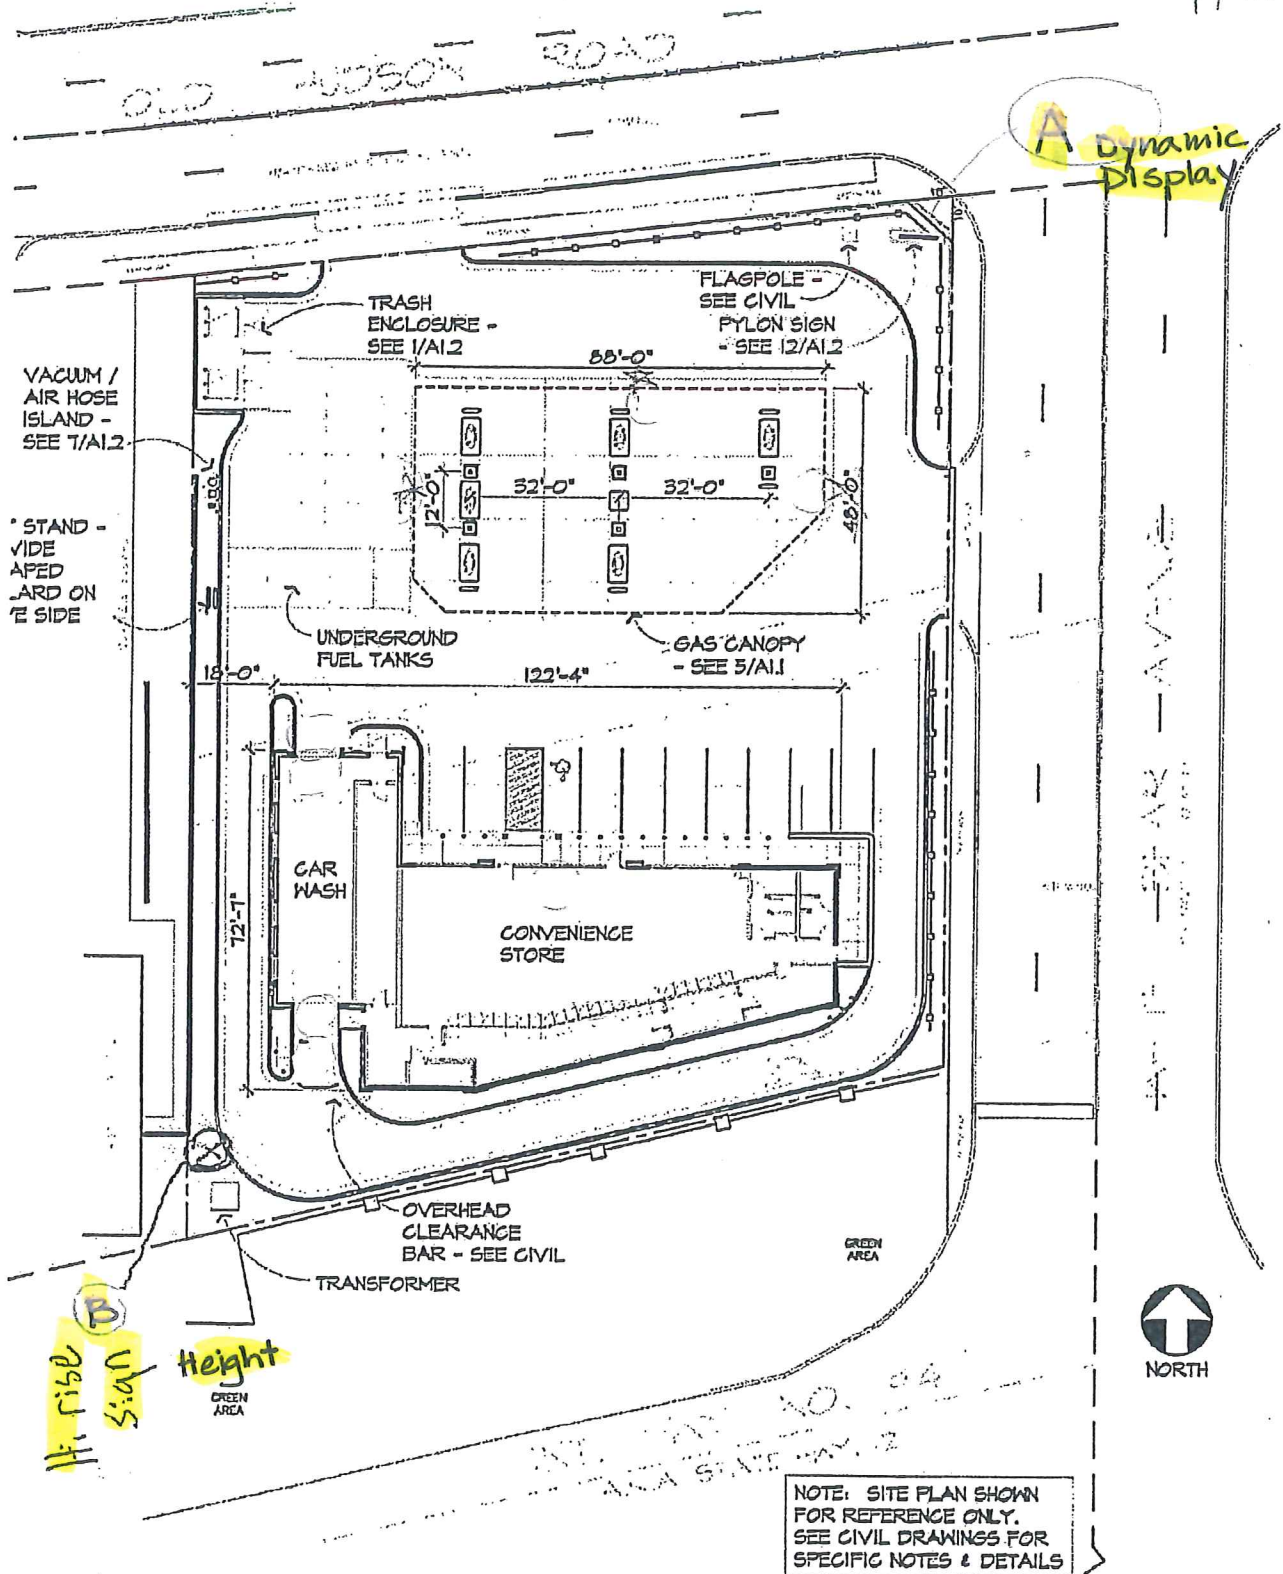 OLD HUDSON ROAD
A Dynamic
Display
FLAGPOLE -
SEE CIVIL
PYLON SIGN
- SEE 12/A1.2
TRASH
ENCLOSURE -
SEE 1/A1.2
88'-0"
VACUUM /
AIR HOSE
ISLAND -
SEE 7/A1.2
12'-0"
32'-0"
32'-0"
48'-0"
STAND -
VIDE
APED
ARD ON
E SIDE
UNDERGROUND
FUEL TANKS
GAS CANOPY
- SEE 5/A1.1
18'-0"
122'-4"
CAR
WASH
72'-7"
CONVENIENCE
STORE
OVERHEAD
CLEARANCE
BAR - SEE CIVIL
TRANSFORMER
GREEN
AREA
B
Hi-rise
Sign
Height
GREEN
AREA
NORTH
NOTE: SITE PLAN SHOWN
FOR REFERENCE ONLY.
SEE CIVIL DRAWINGS FOR
SPECIFIC NOTES & DETAILS